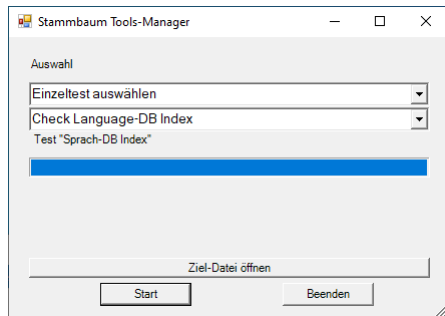 Stammbaum Tools-Manager
Auswahl
Einzeltest auswählen
Check Language-DB Index
Test "Sprach-DB Index"
Ziel-Datei öffnen
Start
Beenden